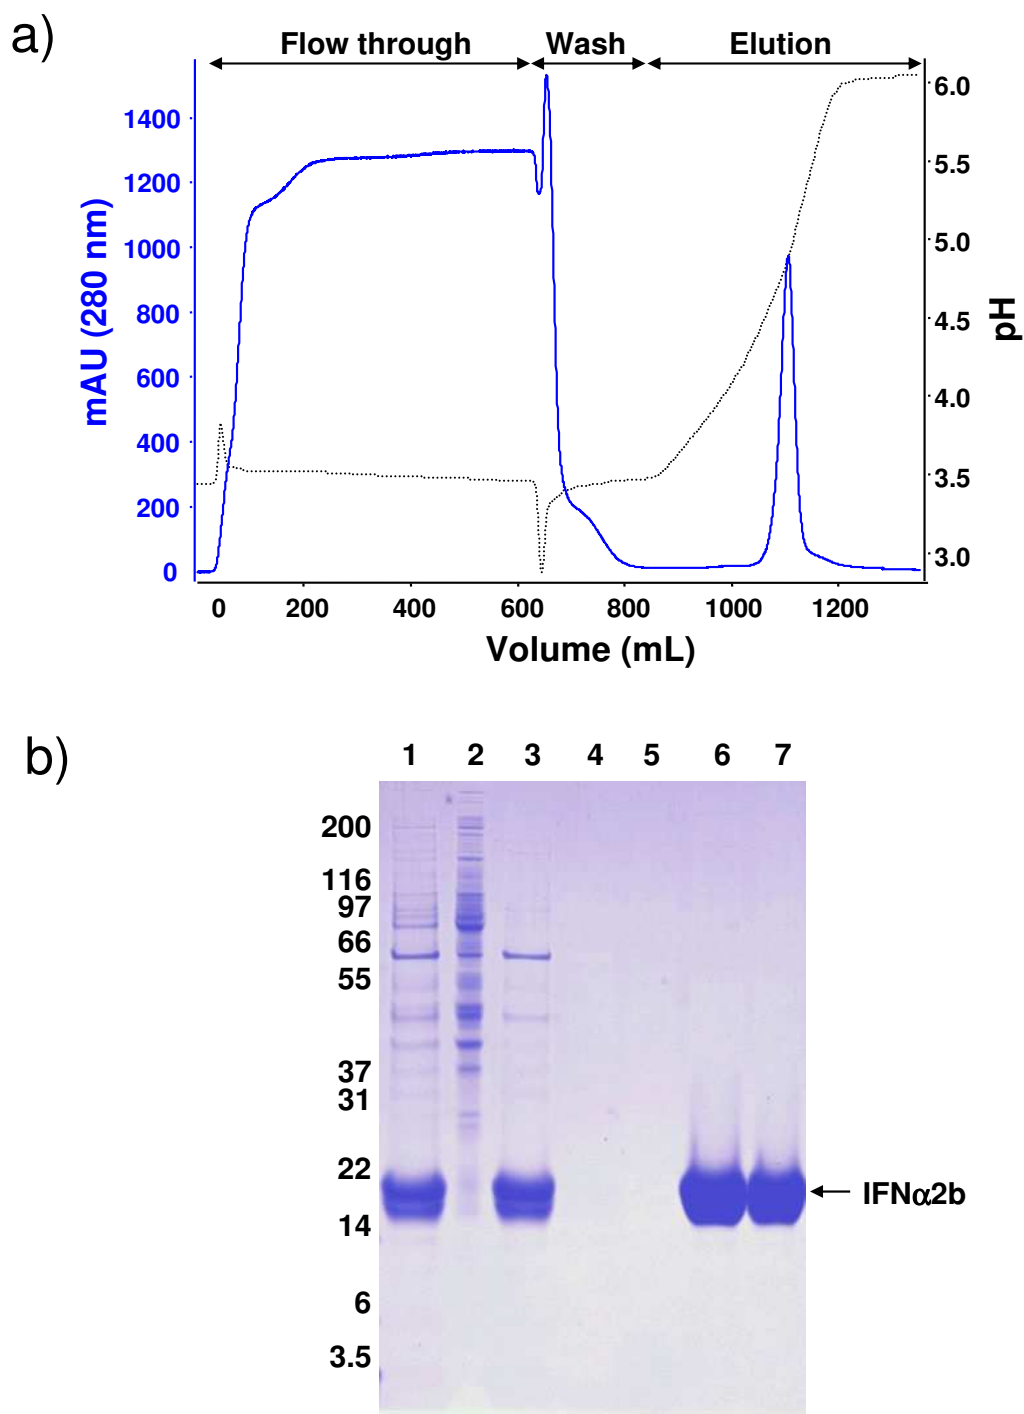 a)
Flow through Wash Elution
1400
1200
1000
800
600
400
200
0
mAU (280 nm)
6.0
5.5
5.0
4.5
4.0
3.5
3.0
pH
0 200 400 600 800 1000 1200
Volume (mL)
b)
1 2 3 4 5 6 7
200
116
97
66
55
37
31
22
14
6
3.5
IFNα2b